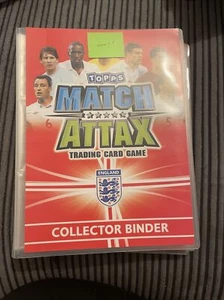 TOPPS
MATCH
ATTAX
TRADING CARD GAME
ENGLAND
COLLECTOR BINDER